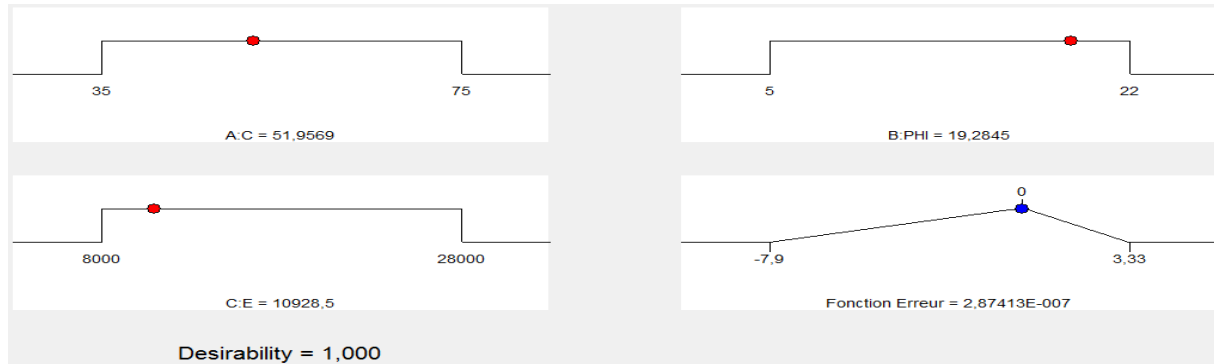 35 75
A:C = 51,9569
5 22
B:PHI = 19,2845
8000 28000
C:E = 10928,5
0
-7,9 3,33
Fonction Erreur = 2,87413E-007
Desirability = 1,000